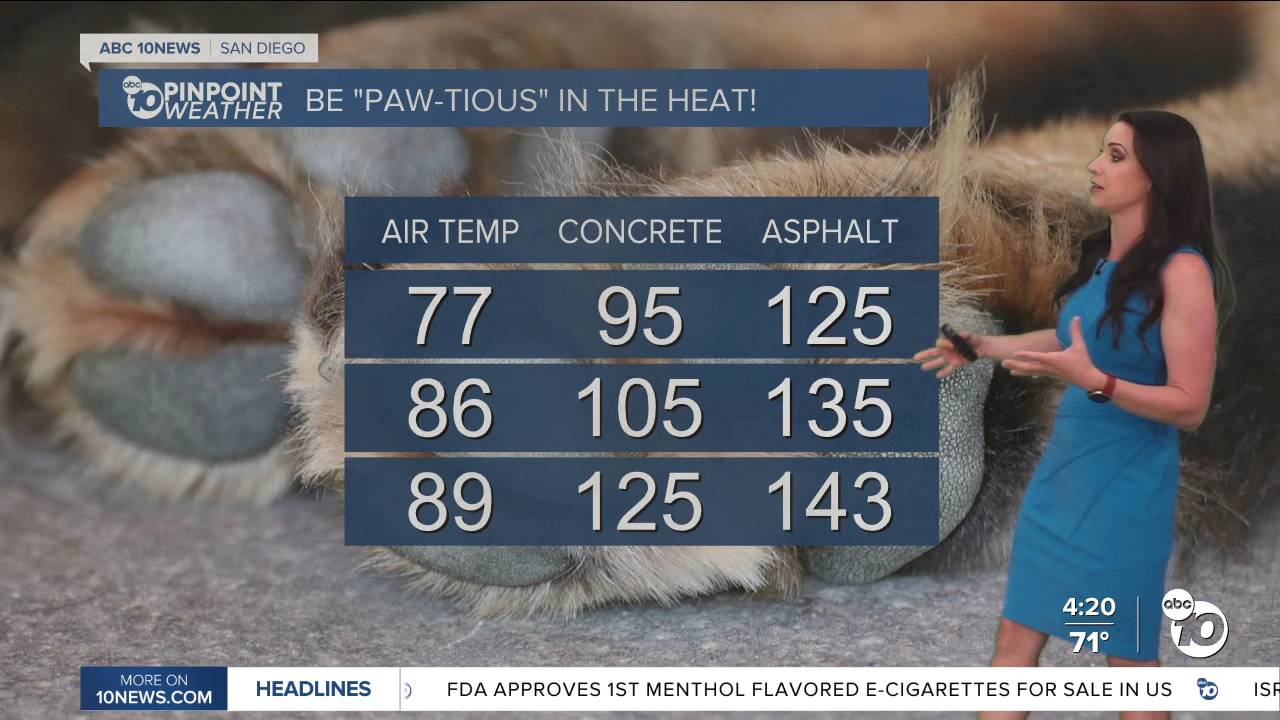 ABC 10NEWS | SAN DIEGO
abc 10 PINPOINT WEATHER BE "PAW-TIOUS" IN THE HEAT!
AIR TEMP CONCRETE ASPHALT
77 95 125
86 105 135
89 125 143
4:20
71°
abc 10
MORE ON
10NEWS.COM
HEADLINES
FDA APPROVES 1ST MENTHOL FLAVORED E-CIGARETTES FOR SALE IN US abc 10